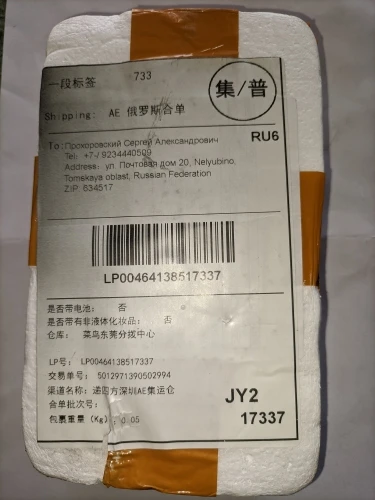 一段标签
733
集/普
Shipping: AE 俄罗斯合单
RU6
To: Прохоровский Сергей Александрович
Tel: +7-/ 9234440509
Address: ул. Почтовая дом 20, Nelyubino,
Tomskaya oblast, Russian Federation
ZIP: 634517
LP00464138517337
是否带电池: 否
是否带有非液体化妆品: 否
仓库: 菜鸟东莞分拨中心
LP号: LP00464138517337
交易单号: 5012971390502994
渠道名称: 递四方深圳AE集运仓
合单批次号:
包裹重量 (Kg): 0.05
JY2
17337